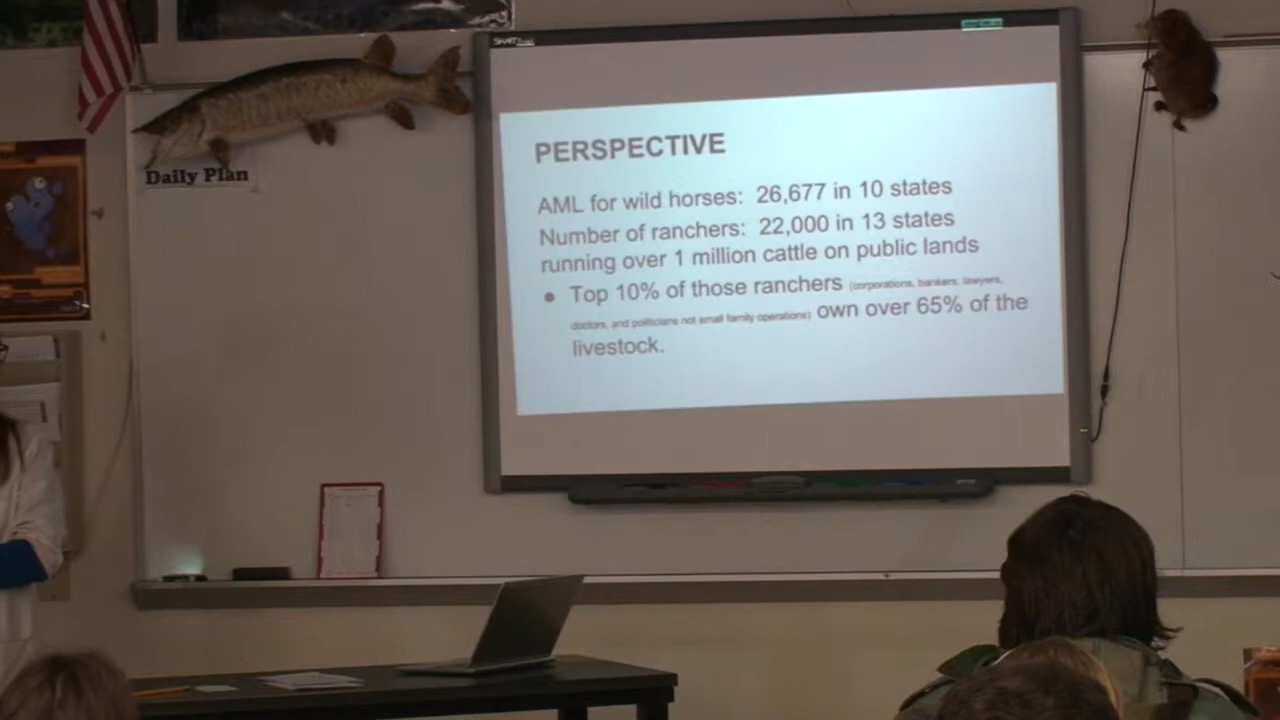 SMART
PERSPECTIVE
AML for wild horses: 26,677 in 10 states
Number of ranchers: 22,000 in 13 states
running over 1 million cattle on public lands
• Top 10% of those ranchers (corporations, bankers, lawyers,
doctors, and politicians not small family operations) own over 65% of the
livestock.
Daily Plan